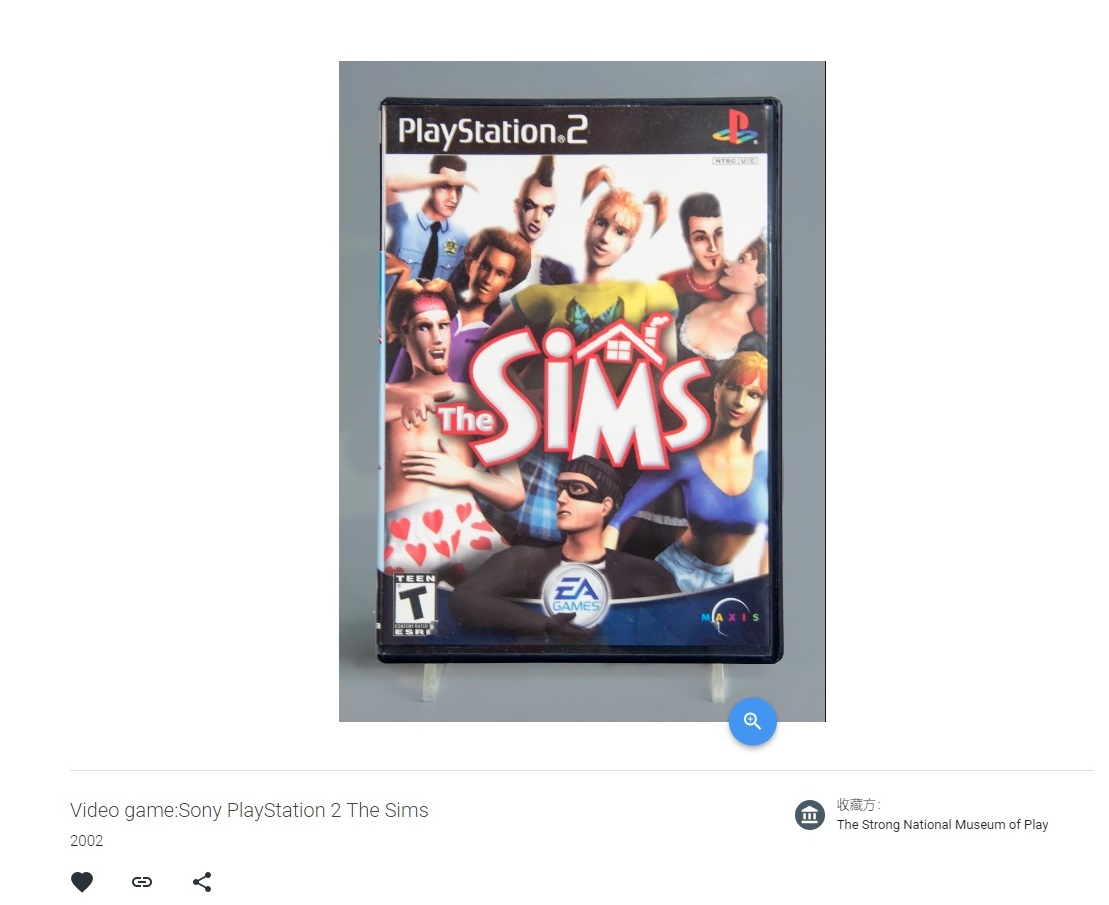 PlayStation®2
NTSC U/C
The Sims
TEEN
T
CONTENT RATED BY
ESRB
EA
GAMES
MAXIS
Video game:Sony PlayStation 2 The Sims
2002
收藏方：
The Strong National Museum of Play